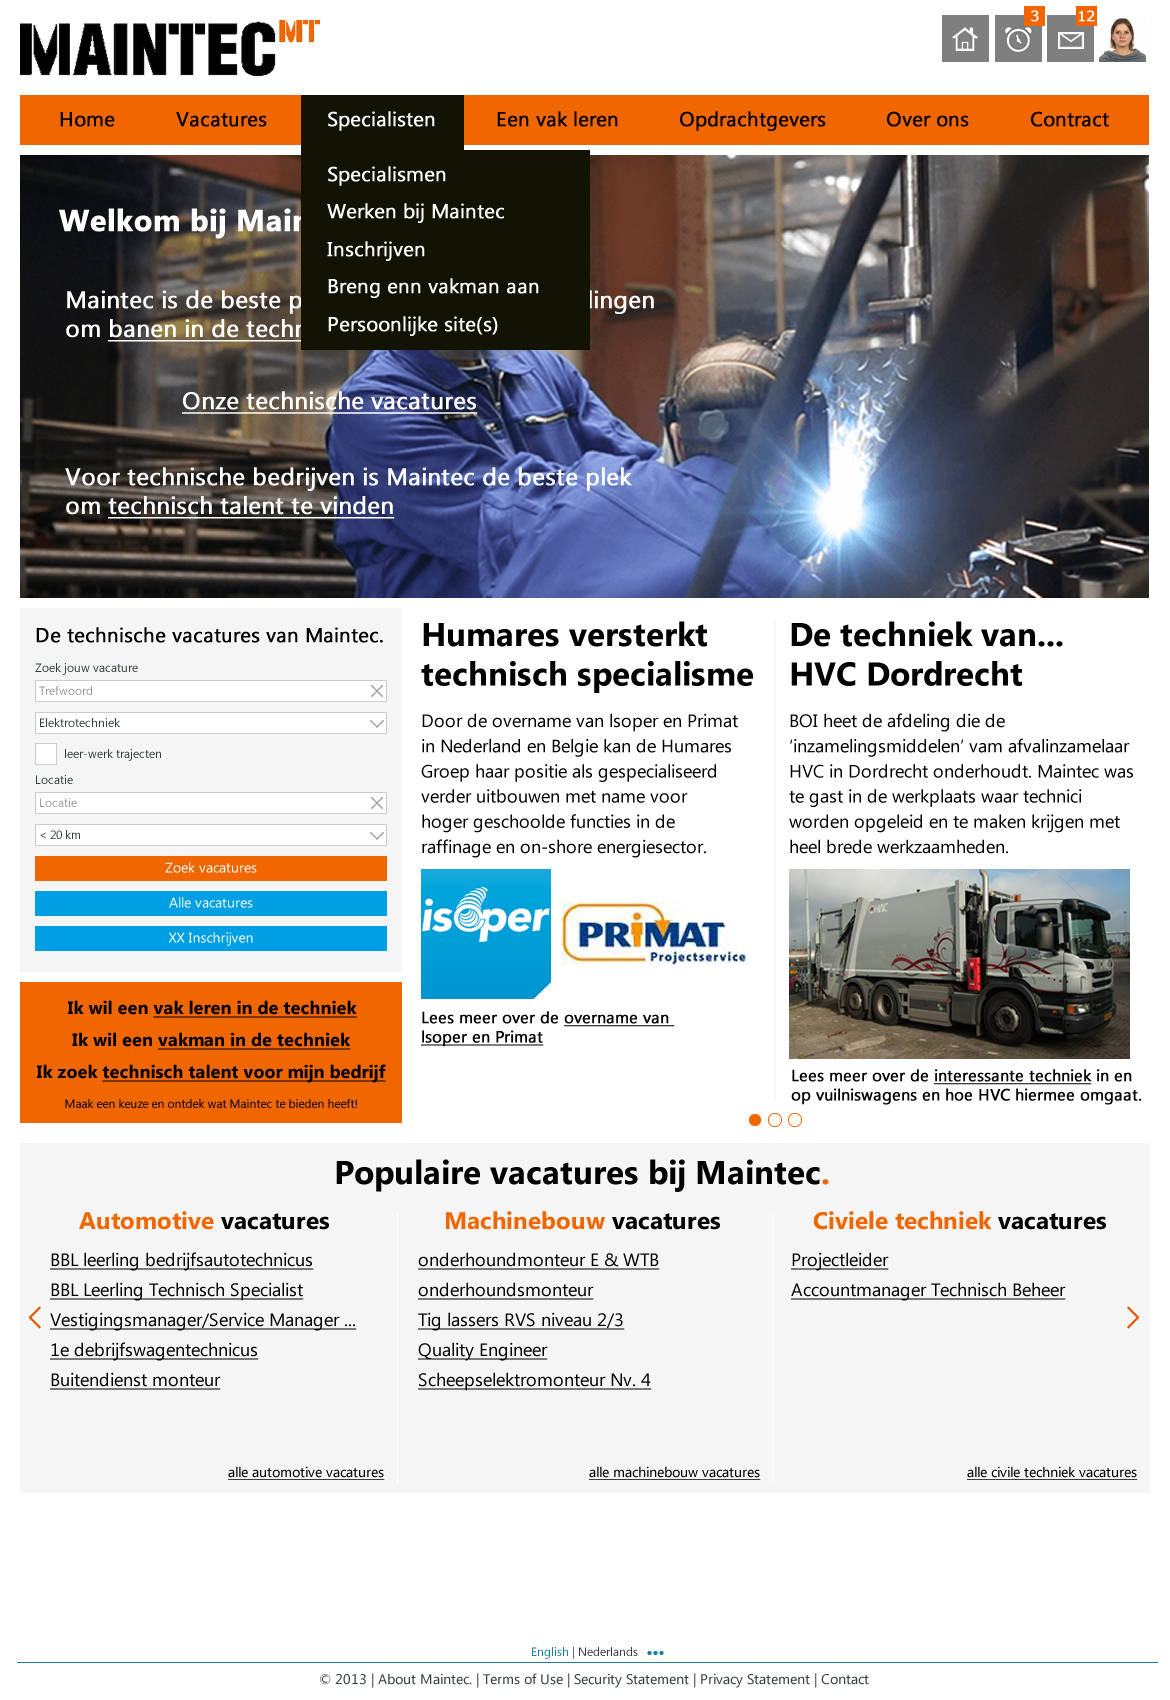 MAINTEC MT
3
12
Home Vacatures Specialisten Een vak leren Opdrachtgevers Over ons Contract
Specialismen
Werken bij Maintec
Inschrijven
Breng enn vakman aan
Persoonlijke site(s)
Welkom bij
Maintec is de beste
om banen in de
Onze technische vacatures
Voor technische bedrijven is Maintec de beste plek
om technisch talent te vinden
De technische vacatures van Maintec.
Zoek jouw vacature
Trefwoord
Elektrotechniek
leer-werk trajecten
Locatie
Locatie
< 20 km
Zoek vacatures
Alle vacatures
XX Inschrijven
Ik wil een vak leren in de techniek
Ik wil een vakman in de techniek
Ik zoek technisch talent voor mijn bedrijf
Maak een keuze en ontdek wat Maintec te bieden heeft!
Humares versterkt
technisch specialisme
Door de overname van lsoper en Primat
in Nederland en Belgie kan de Humares
Groep haar positie als gespecialiseerd
verder uitbouwen met name voor
hoger geschoolde functies in de
raffinage en on-shore energiesector.
isoper
PRIMAT
Projectservice
Lees meer over de overname van
lsoper en Primat
De techniek van...
HVC Dordrecht
BOI heet de afdeling die de
‘inzamelingsmiddelen’ vam afvalinzamelaar
HVC in Dordrecht onderhoudt. Maintec was
te gast in de werkplaats waar technici
worden opgeleid en te maken krijgen met
heel brede werkzaamheden.
HVC
Lees meer over de interessante techniek in en
op vuilniswagens en hoe HVC hiermee omgaat.
Populaire vacatures bij Maintec.
Automotive vacatures
BBL leerling bedrijfsautotechnicus
BBL Leerling Technisch Specialist
Vestigingsmanager/Service Manager ...
1e debrijfswagentechnicus
Buitendienst monteur
alle automotive vacatures
Machinebouw vacatures
onderhoundmonteur E & WTB
onderhoundsmonteur
Tig lassers RVS niveau 2/3
Quality Engineer
Scheepselektromonteur Nv. 4
alle machinebouw vacatures
Civiele techniek vacatures
Projectleider
Accountmanager Technisch Beheer
alle civile techniek vacatures
English | Nederlands •••
© 2013 | About Maintec. | Terms of Use | Security Statement | Privacy Statement | Contact